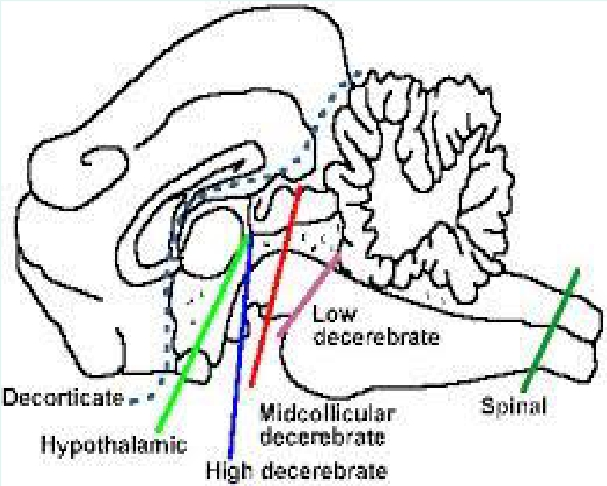 Low
decerebrate
Decorticate
Spinal
Midcollicular
decerebrate
Hypothalamic
High decerebrate